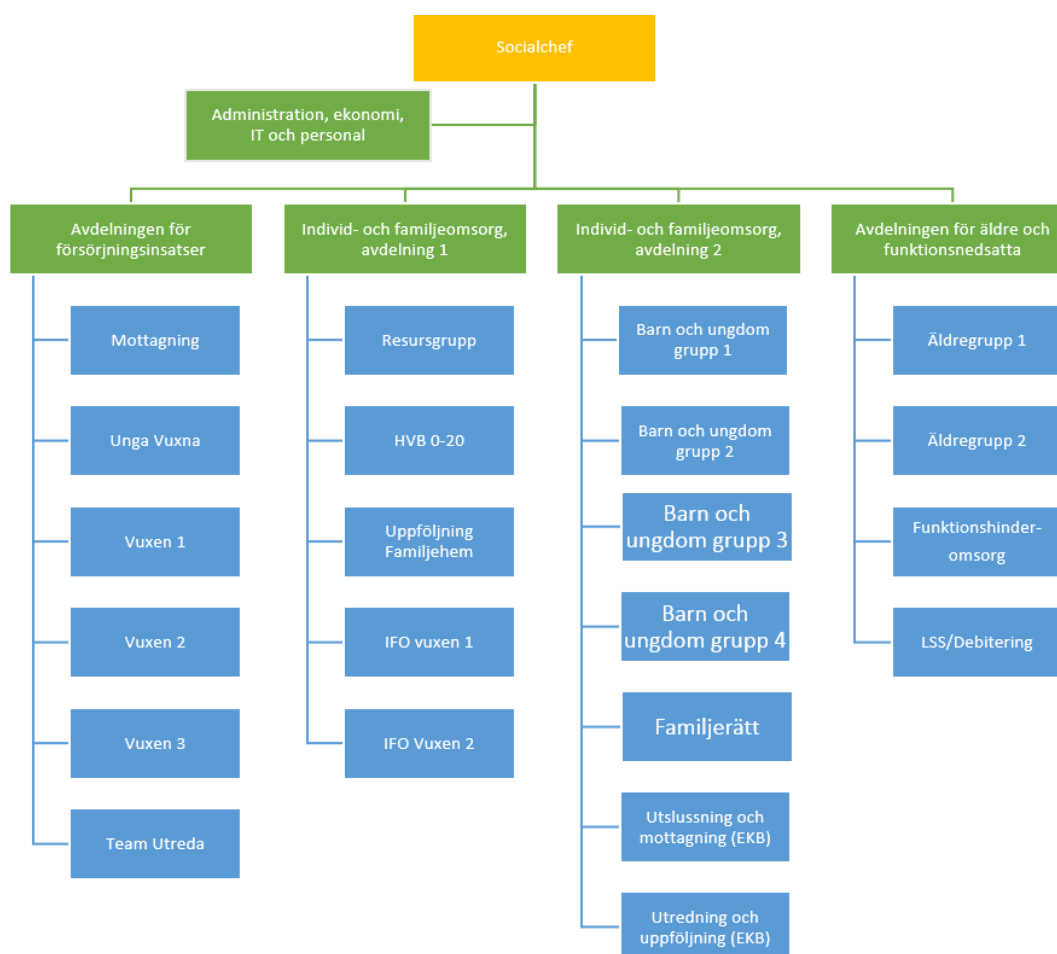 Socialchef
Administration, ekonomi,
IT och personal
Avdelningen för
försörjningsinsatser
Mottagning
Unga Vuxna
Vuxen 1
Vuxen 2
Vuxen 3
Team Utreda
Individ- och familjeomsorg,
avdelning 1
Resursgrupp
HVB 0-20
Uppföljning
Familjehem
IFO vuxen 1
IFO Vuxen 2
Individ- och familjeomsorg,
avdelning 2
Barn och ungdom
grupp 1
Barn och ungdom
grupp 2
Barn och
ungdom grupp 3
Barn och
ungdom grupp 4
Familjerätt
Utslussning och
mottagning (EKB)
Utredning och
uppföljning (EKB)
Avdelningen för äldre och
funktionsnedsatta
Äldregrupp 1
Äldregrupp 2
Funktionshinder-
omsorg
LSS/Debitering